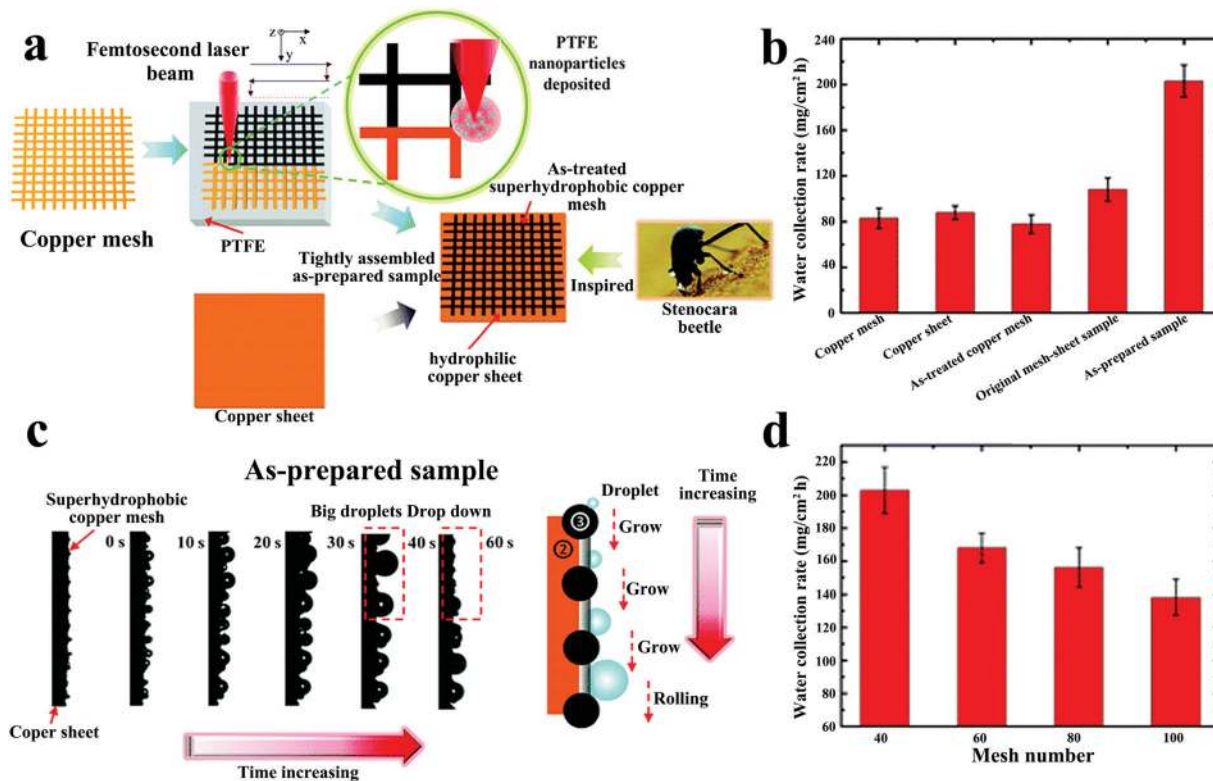 a
Femtosecond laser
beam
z
x
y
PTFE
nanoparticles
deposited
Copper mesh
PTFE
As-treated
superhydrophobic copper
mesh
Tightly assembled
as-prepared sample
Inspired
Stenocara
beetle
hydrophilic
copper sheet
Copper sheet
b
Water collection rate (mg/cm² h)
240
200
160
120
80
40
0
Copper mesh
Copper sheet
As-treated copper mesh
Original mesh-sheet sample
As-prepared sample
c
As-prepared sample
Superhydrophobic
copper mesh
Big droplets Drop down
0 s
10 s
20 s
30 s
40 s
60 s
Coper sheet
Time increasing
Droplet
③
②
Grow
Grow
Grow
Rolling
Time
increasing
d
Water collection rate (mg/cm² h)
220
200
180
160
140
120
100
80
60
40
60
80
100
Mesh number